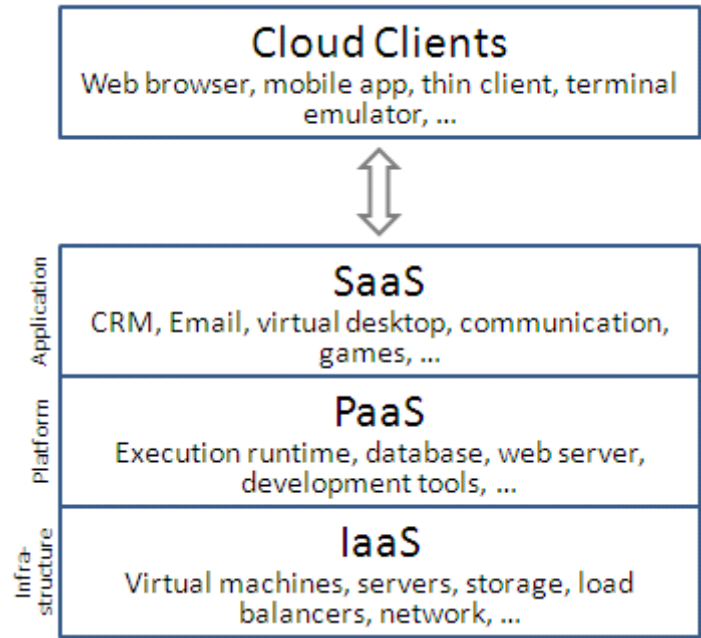 Cloud Clients
Web browser, mobile app, thin client, terminal
emulator, ...
Application
SaaS
CRM, Email, virtual desktop, communication,
games, ...
Platform
PaaS
Execution runtime, database, web server,
development tools, ...
Infra-
structure
IaaS
Virtual machines, servers, storage, load
balancers, network, ...